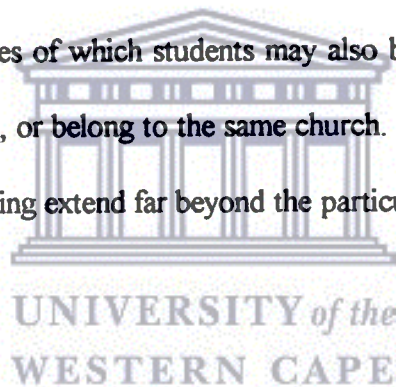 es of which students may also b
, or belong to the same church.
ing extend far beyond the particu
UNIVERSITY of the
WESTERN CAPE